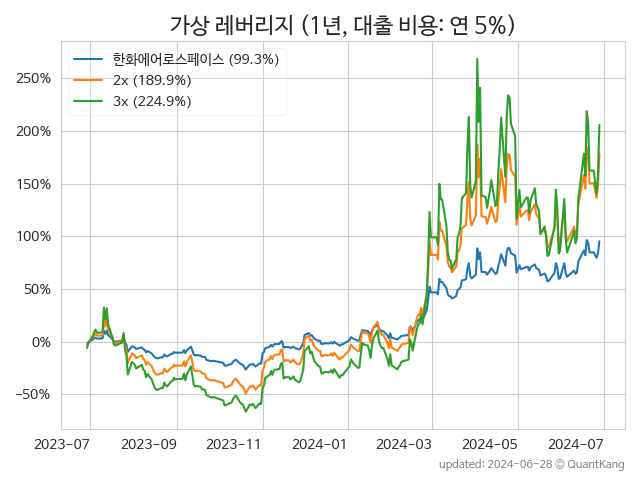 가상 레버리지 (1년, 대출 비용: 연 5%)
한화에어로스페이스 (99.3%)
2x (189.9%)
3x (224.9%)
250%
200%
150%
100%
50%
0%
−50%
2023-07 2023-09 2023-11 2024-01 2024-03 2024-05 2024-07
updated: 2024-06-28 © QuantKang